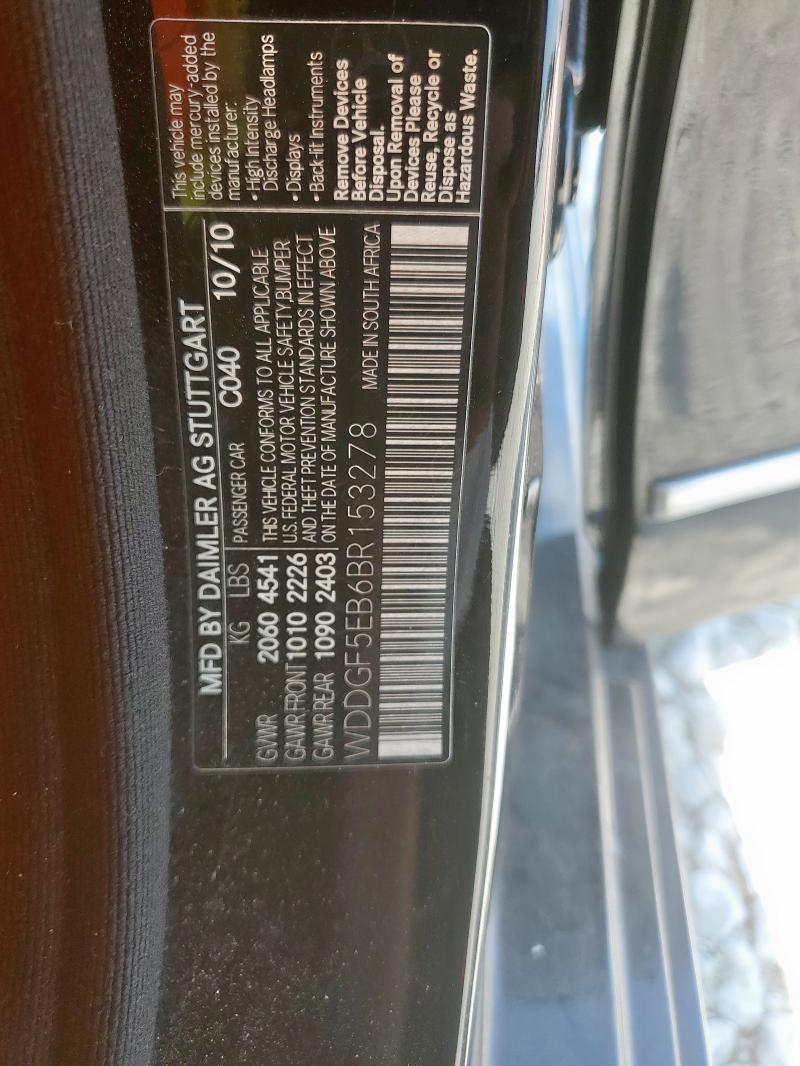 MFD BY DAIMLER AG STUTTGART
KG LBS PASSENGER CAR C040 10/10
GVWR 2060 4541
GAWR FRONT 1010 2226
GAWR REAR 1090 2403
THIS VEHICLE CONFORMS TO ALL APPLICABLE
U.S. FEDERAL MOTOR VEHICLE SAFETY, BUMPER
AND THEFT PREVENTION STANDARDS IN EFFECT
ON THE DATE OF MANUFACTURE SHOWN ABOVE
WDDGF5EB6BR153278 MADE IN SOUTH AFRICA
This vehicle may
include mercury-added
devices installed by the
manufacturer:
• High Intensity
Discharge Headlamps
• Displays
• Back-lit Instruments
Remove Devices
Before Vehicle
Disposal.
Upon Removal of
Devices Please
Reuse, Recycle or
Dispose as
Hazardous Waste.